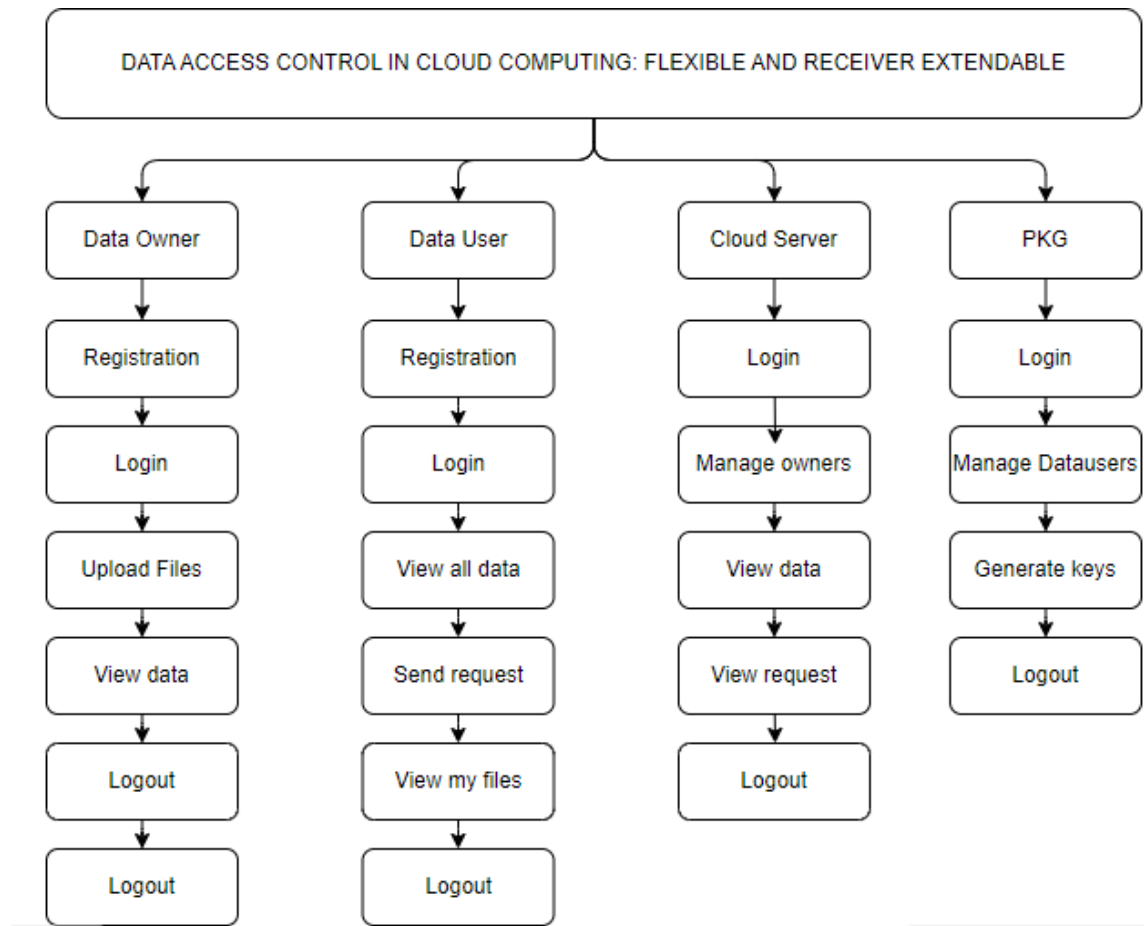 DATA ACCESS CONTROL IN CLOUD COMPUTING: FLEXIBLE AND RECEIVER EXTENDABLE
Data Owner
Registration
Login
Upload Files
View data
Logout
Logout
Data User
Registration
Login
View all data
Send request
View my files
Logout
Cloud Server
Login
Manage owners
View data
View request
Logout
PKG
Login
Manage Datausers
Generate keys
Logout